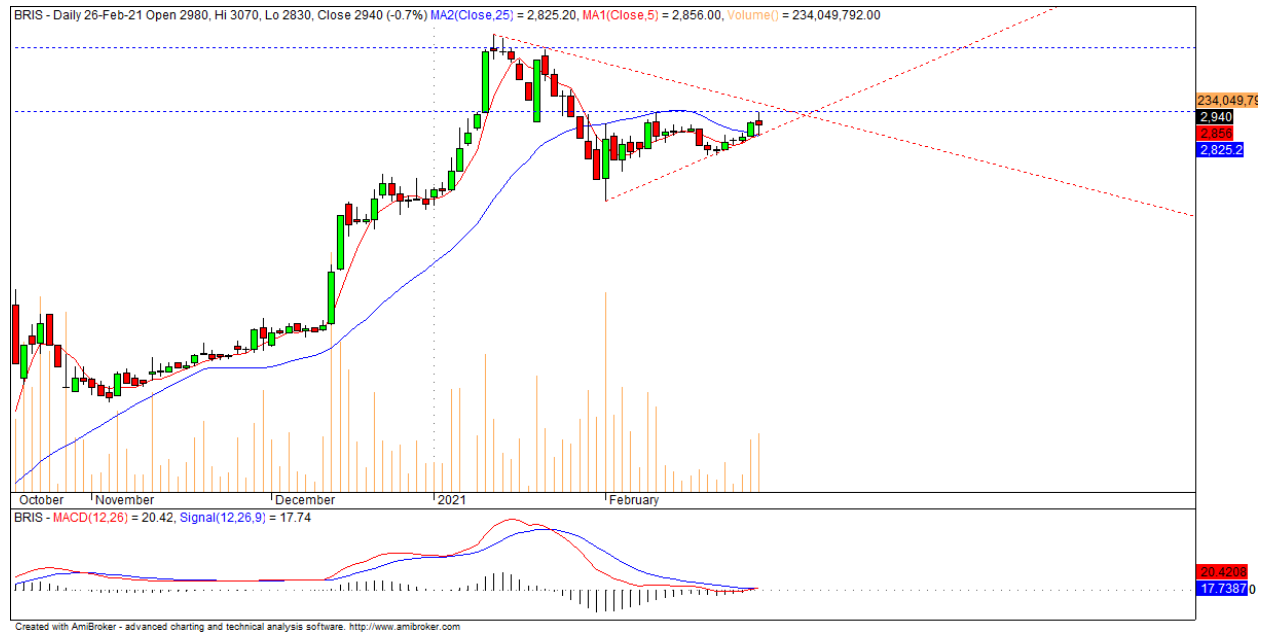 BRIS - Daily 26-Feb-21 Open 2980, Hi 3070, Lo 2830, Close 2940 (-0.7%) MA2(Close,25) = 2,825.20, MA1(Close,5) = 2,856.00, Volume() = 234,049,792.00
234,049,79
2,940
2,856
2,825.2
October November December 2021 February
BRIS - MACD(12,26) = 20.42, Signal(12,26,9) = 17.74
20.4208
17.7387 0
Created with AmiBroker - advanced charting and technical analysis software. http://www.amibroker.com